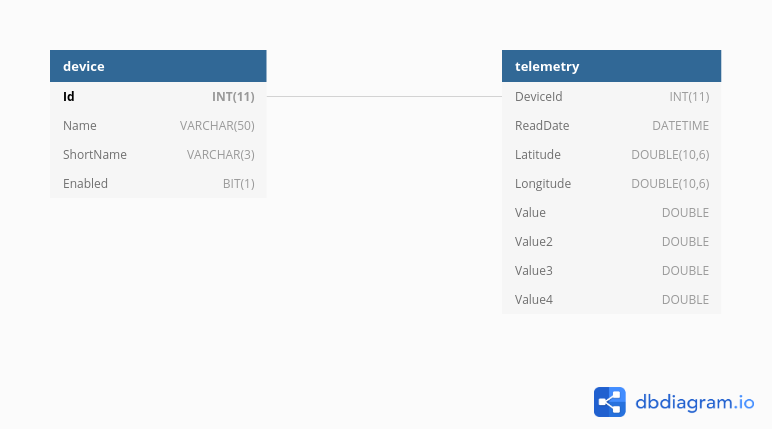 device
Id INT(11)
Name VARCHAR(50)
ShortName VARCHAR(3)
Enabled BIT(1)
telemetry
DeviceId INT(11)
ReadDate DATETIME
Latitude DOUBLE(10,6)
Longitude DOUBLE(10,6)
Value DOUBLE
Value2 DOUBLE
Value3 DOUBLE
Value4 DOUBLE
dbdiagram.io